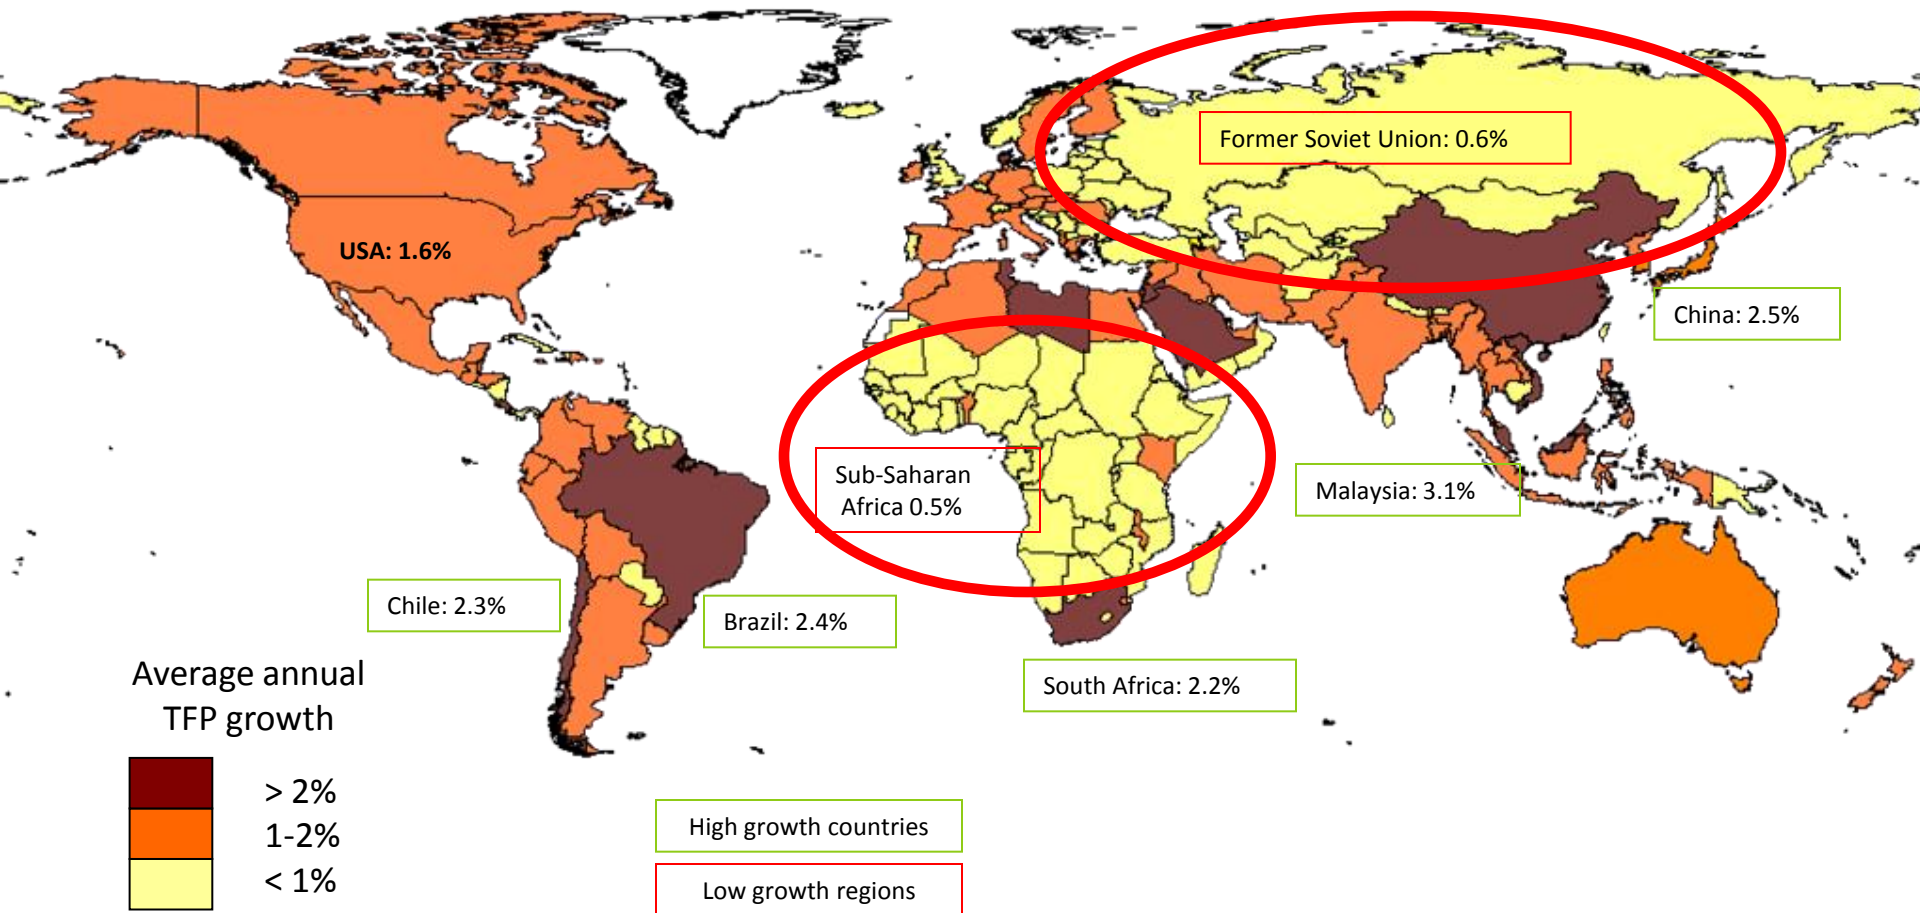 Former Soviet Union: 0.6%
USA: 1.6%
China: 2.5%
Sub-Saharan
Africa 0.5%
Malaysia: 3.1%
Chile: 2.3%
Brazil: 2.4%
South Africa: 2.2%
Average annual
TFP growth
> 2%
1-2%
< 1%
High growth countries
Low growth regions